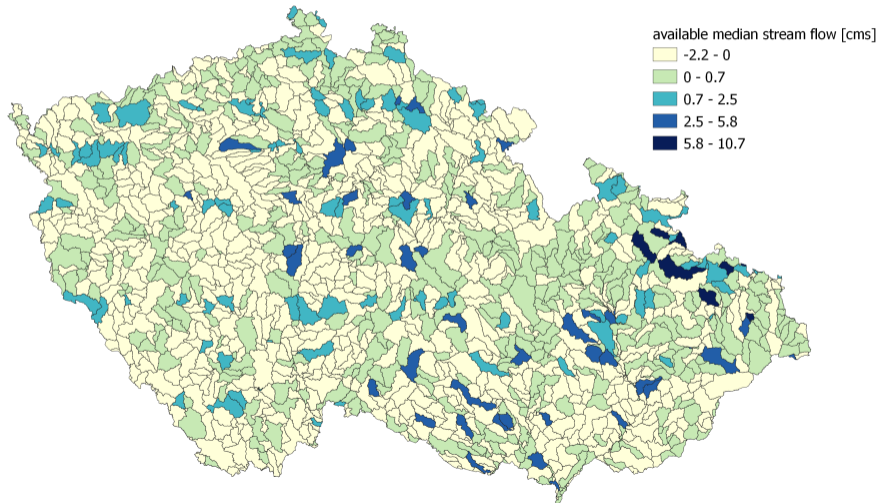 available median stream flow [cms]
-2.2 - 0
0 - 0.7
0.7 - 2.5
2.5 - 5.8
5.8 - 10.7